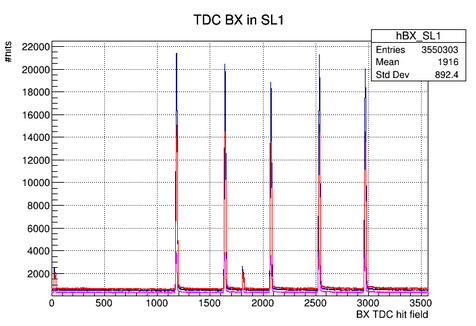 TDC BX in SL1
hBX_SL1
Entries 3550303
Mean 1916
Std Dev 892.4
#hits
22000
20000
18000
16000
14000
12000
10000
8000
6000
4000
2000
0 500 1000 1500 2000 2500 3000 3500
BX TDC hit field